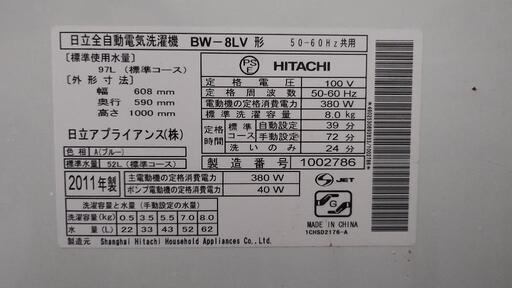 日立全自動電気洗濯機 BW-8LV 形 50-60Hz共用
[標準使用水量]
97L (標準コース)
[外 形 寸 法]
幅 608 mm
奥行 590 mm
高さ 1000 mm
日立アプライアンス(株)
色 相 A(ブルー)
標準水量 52L(標準コース)
PS
E
HITACHI
定 格 電 圧 100 V
定 格 周 波 数 50-60 Hz
電動機の定格消費電力 380 W
標 準 洗 濯 容 量 8.0 kg
定格時間 標準コース 自動設定 39 分
手動設定 72 分
洗 い の み 24 分
製 造 番 号 1002786
2011年製
主電動機の定格消費電力 380 W
ポンプ電動機の定格消費電力 40 W
洗濯容量と水量 (手動設定の水量)
洗濯容量(kg) 0.5 3.5 5.5 7.0 8.0
水 量 (L) 22 33 43 52 62
製造元 Shanghai Hitachi Household Appliances Co.,Ltd.
S JET
G
MADE IN CHINA
1CHSD2176-A